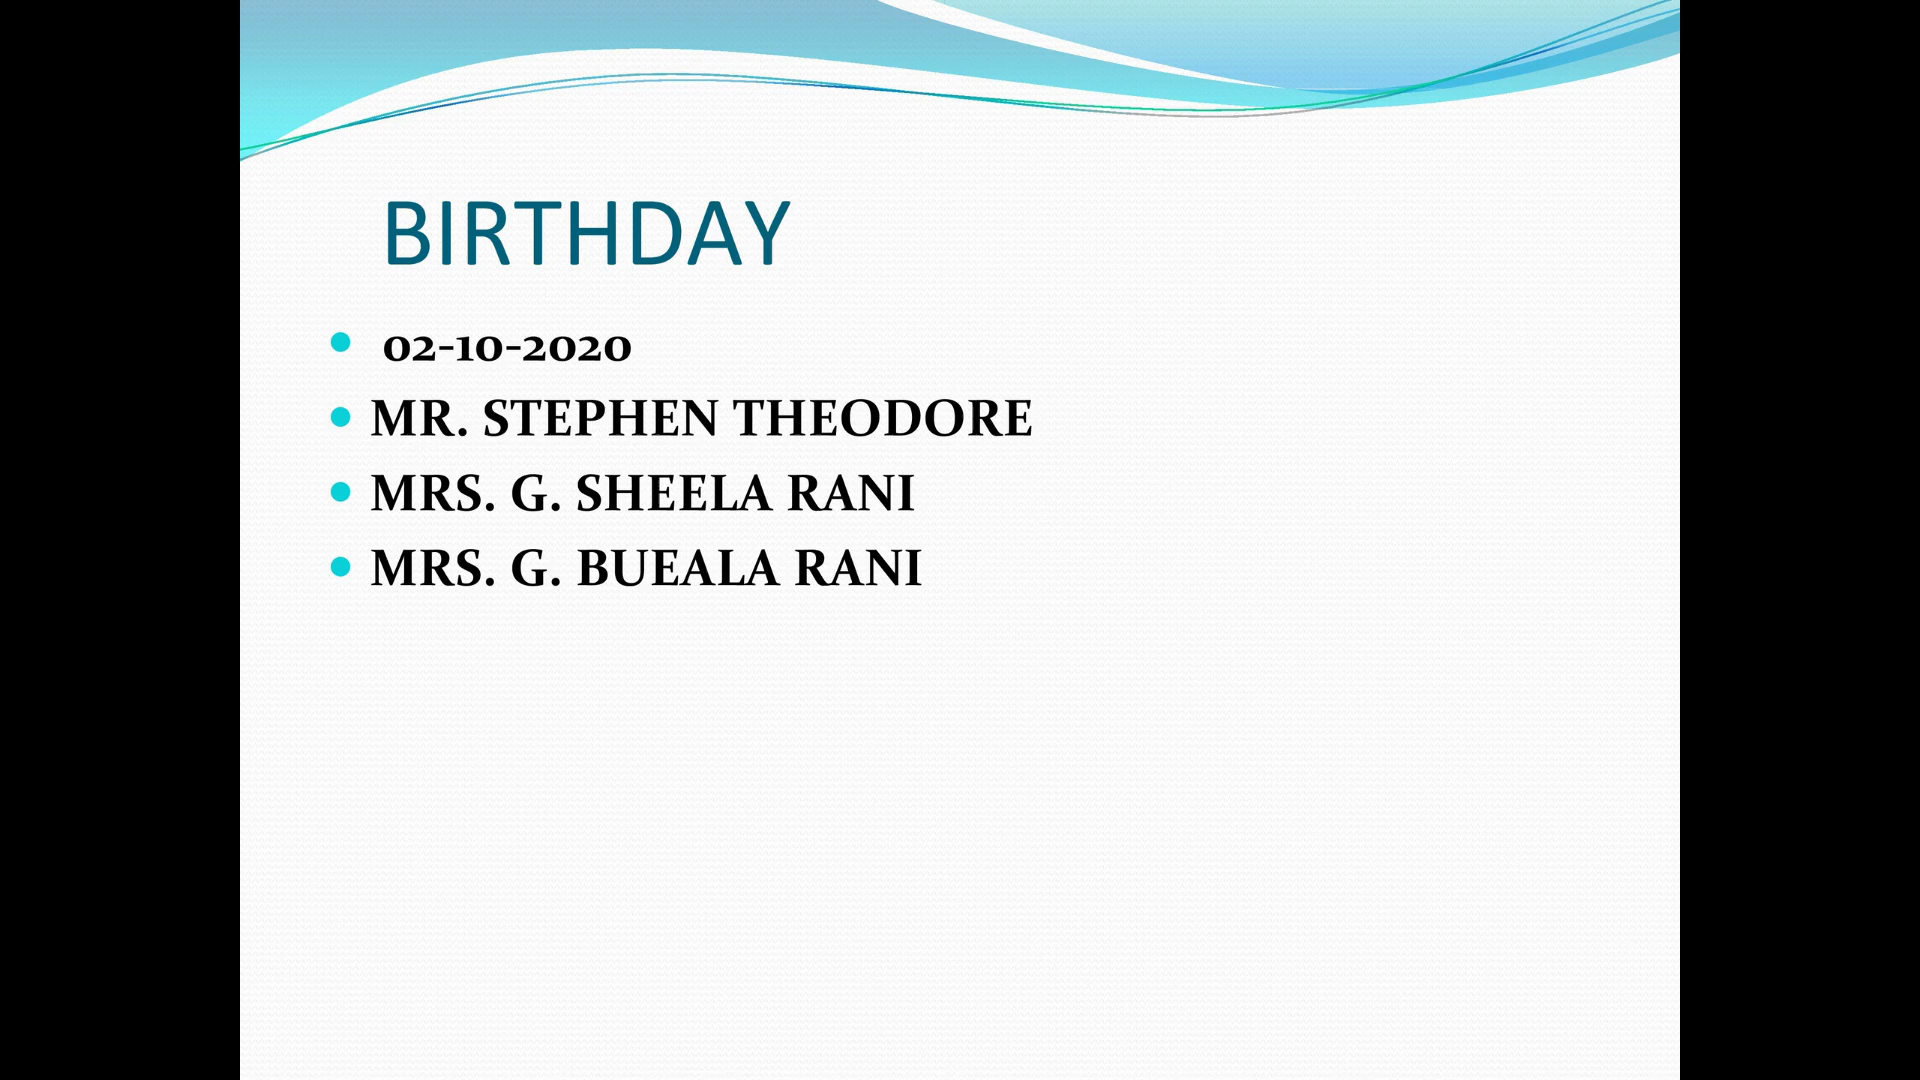 BIRTHDAY
02-10-2020
MR. STEPHEN THEODORE
MRS. G. SHEELA RANI
MRS. G. BUEALA RANI